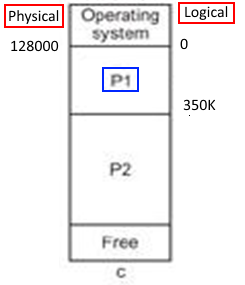 Physical
Operating
system
Logical
128000
0
P1
350K
P2
Free
c